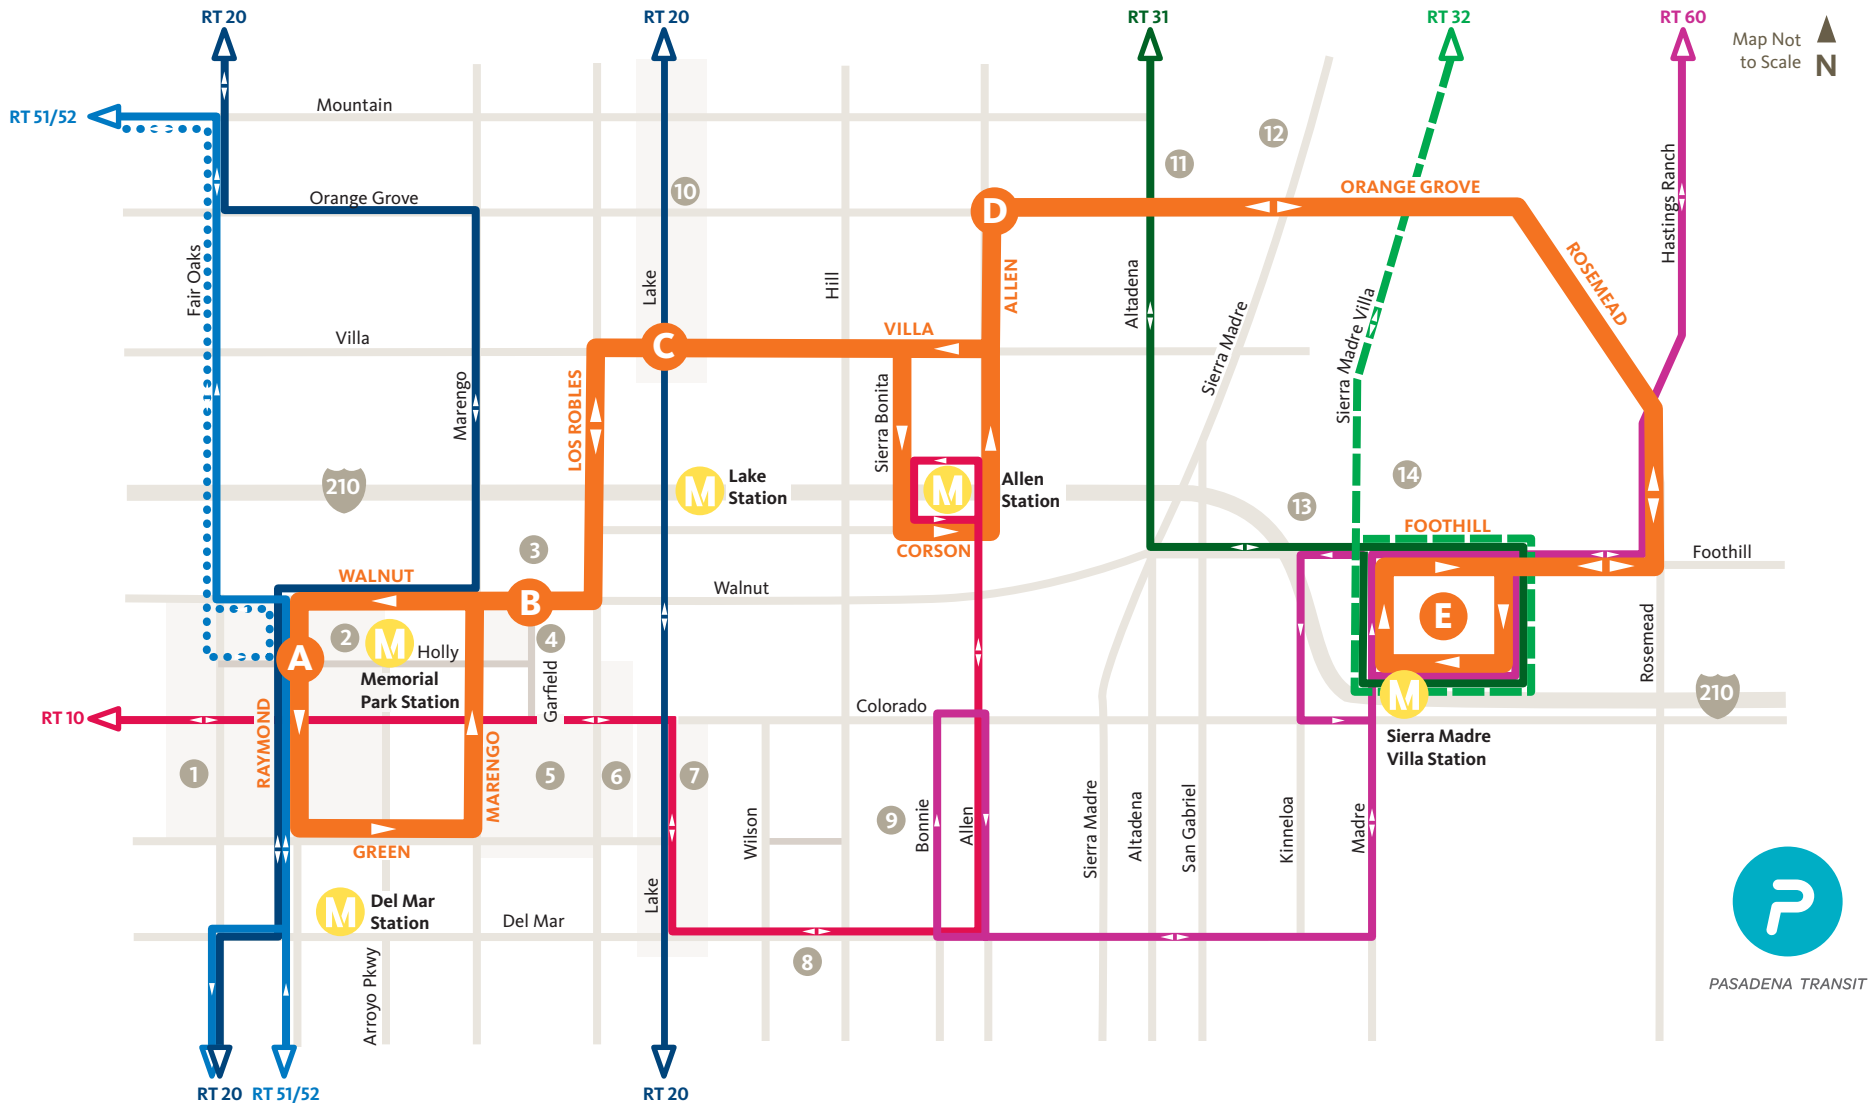 RT 20
RT 20
RT 31
RT 32
RT 60
Map Not
to Scale
N
RT 51/52
Mountain
12
11
10
Orange Grove
D
ORANGE GROVE
Hastings Ranch
Fair Oaks
Lake
Hill
ALLEN
Altadena
ROSEMEAD
Villa
C
VILLA
Sierra Madre
Sierra Madre Villa
Marengo
LOS ROBLES
Sierra Bonita
210
M
Lake
Station
M
Allen
Station
14
13
3
CORSON
FOOTHILL
Foothill
WALNUT
B
Walnut
E
2
M
Holly
4
A
Memorial
Park Station
Garfield
Rosemead
RT 10
Colorado
M
210
Sierra Madre
Villa Station
RAYMOND
MARENGO
1
5
6
7
9
Wilson
Bonnie
Allen
Sierra Madre
Altadena
San Gabriel
Kinneloa
Madre
GREEN
M
Del Mar
Station
Lake
Del Mar
8
Arroyo Pkwy
P
PASADENA TRANSIT
RT 20
RT 51/52
RT 20